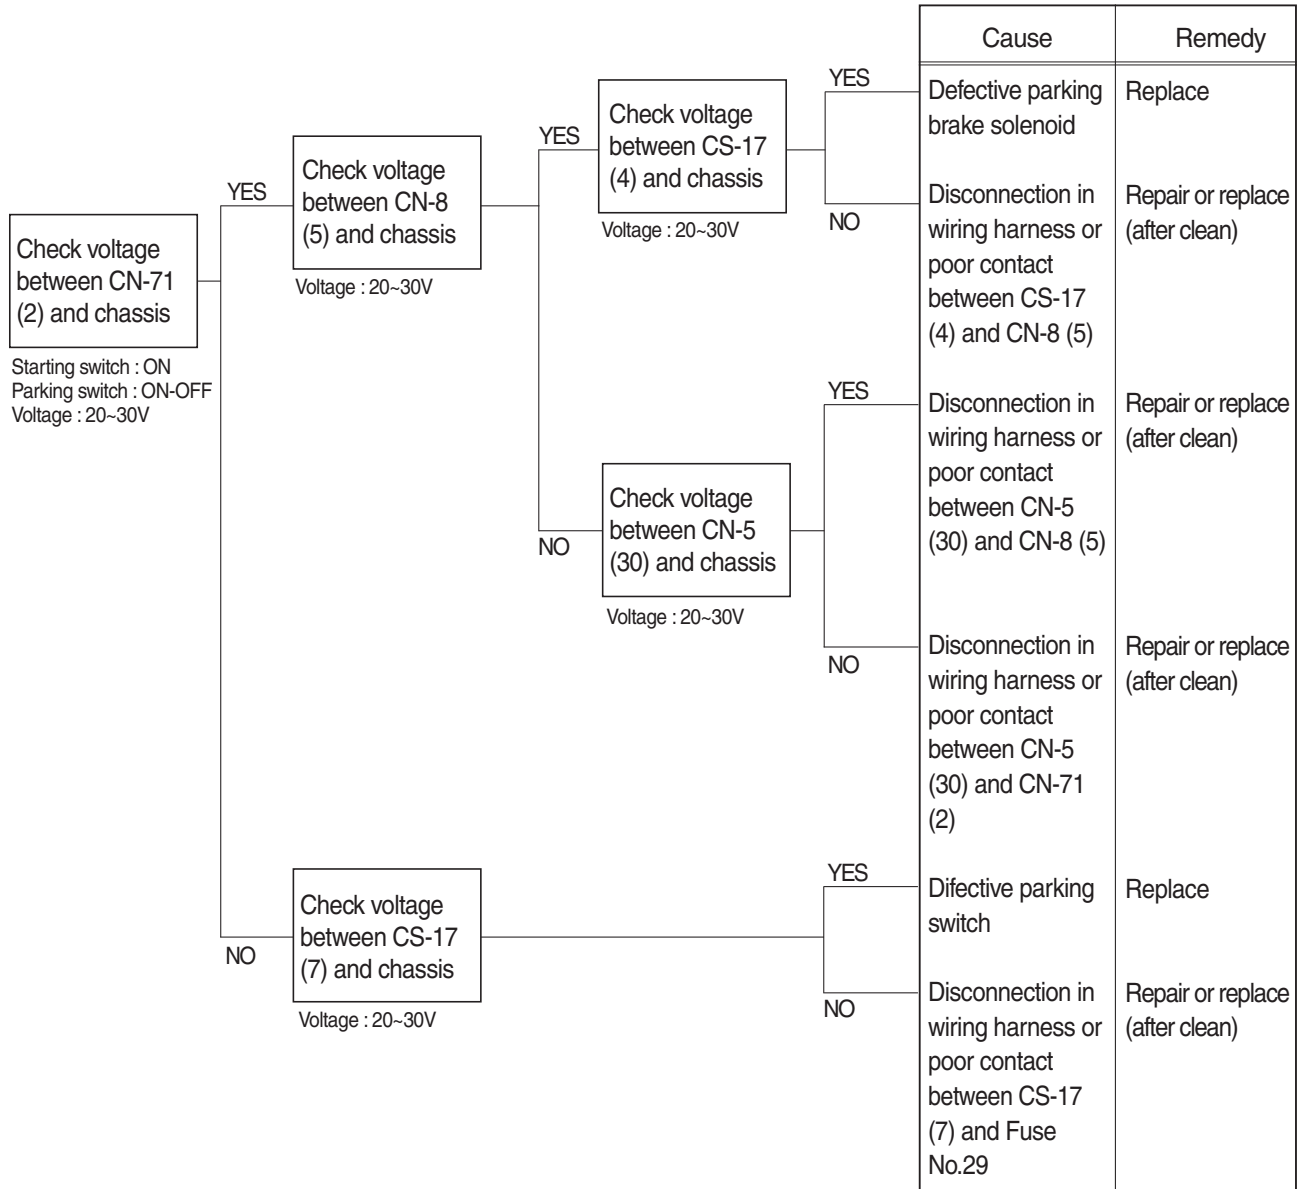 Cause
Remedy
Check voltage
between CN-71
(2) and chassis
Starting switch : ON
Parking switch : ON-OFF
Voltage : 20~30V
YES
Check voltage
between CN-8
(5) and chassis
Voltage : 20~30V
YES
Check voltage
between CS-17
(4) and chassis
Voltage : 20~30V
YES
Defective parking
brake solenoid
Replace
NO
Disconnection in
wiring harness or
poor contact
between CS-17
(4) and CN-8 (5)
Repair or replace
(after clean)
NO
Check voltage
between CN-5
(30) and chassis
Voltage : 20~30V
YES
Disconnection in
wiring harness or
poor contact
between CN-5
(30) and CN-8 (5)
Repair or replace
(after clean)
NO
Disconnection in
wiring harness or
poor contact
between CN-5
(30) and CN-71
(2)
Repair or replace
(after clean)
NO
Check voltage
between CS-17
(7) and chassis
Voltage : 20~30V
YES
Difective parking
switch
Replace
NO
Disconnection in
wiring harness or
poor contact
between CS-17
(7) and Fuse
No.29
Repair or replace
(after clean)